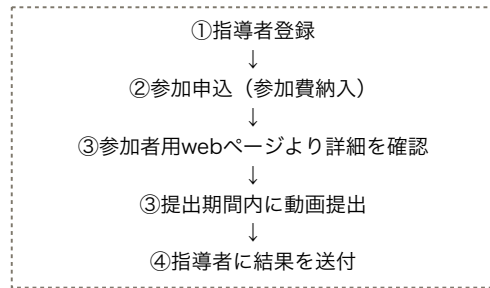 ①指導者登録
↓
②参加申込（参加費納入）
↓
③参加者用webページより詳細を確認
↓
③提出期間内に動画提出
↓
④指導者に結果を送付